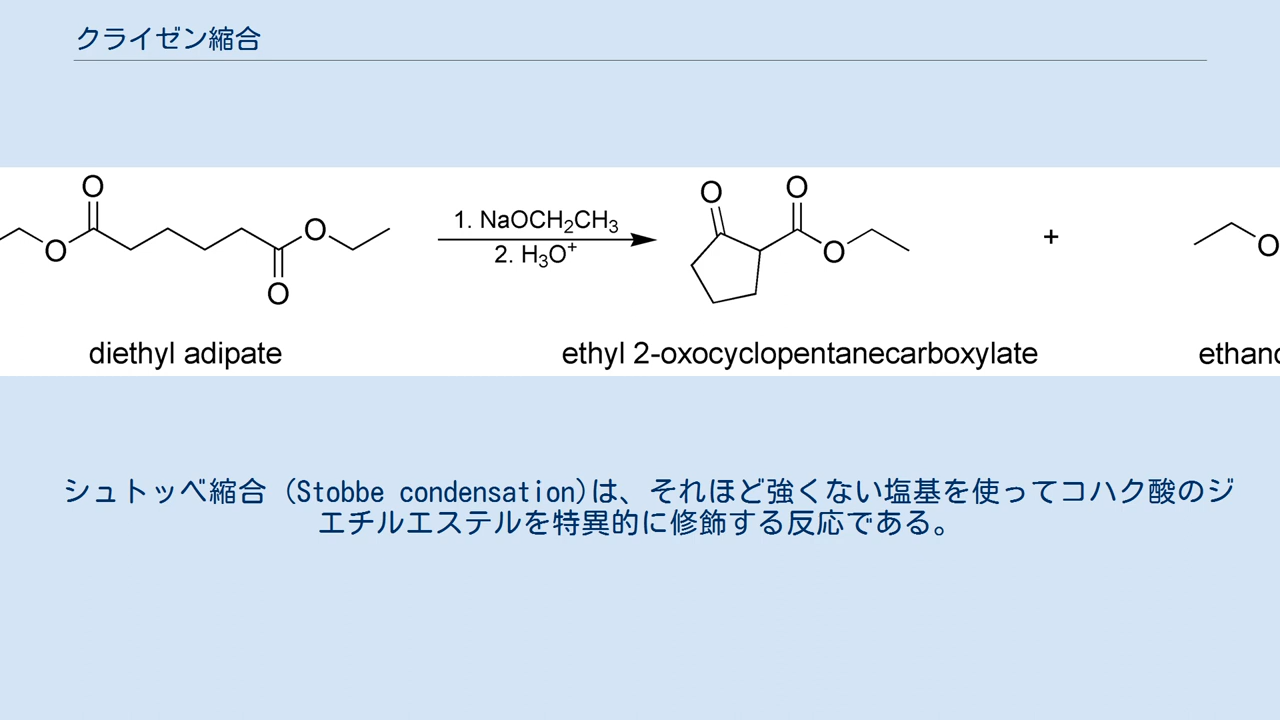 クライゼン縮合
O O O O
1. NaOCH₂CH₃
O O O +
2. H₃O⁺
O O
diethyl adipate ethyl 2-oxocyclopentanecarboxylate
シュトッベ縮合 (Stobbe condensation)は、それほど強くない塩基を使ってコハク酸のジ
エチルエステルを特異的に修飾する反応である。